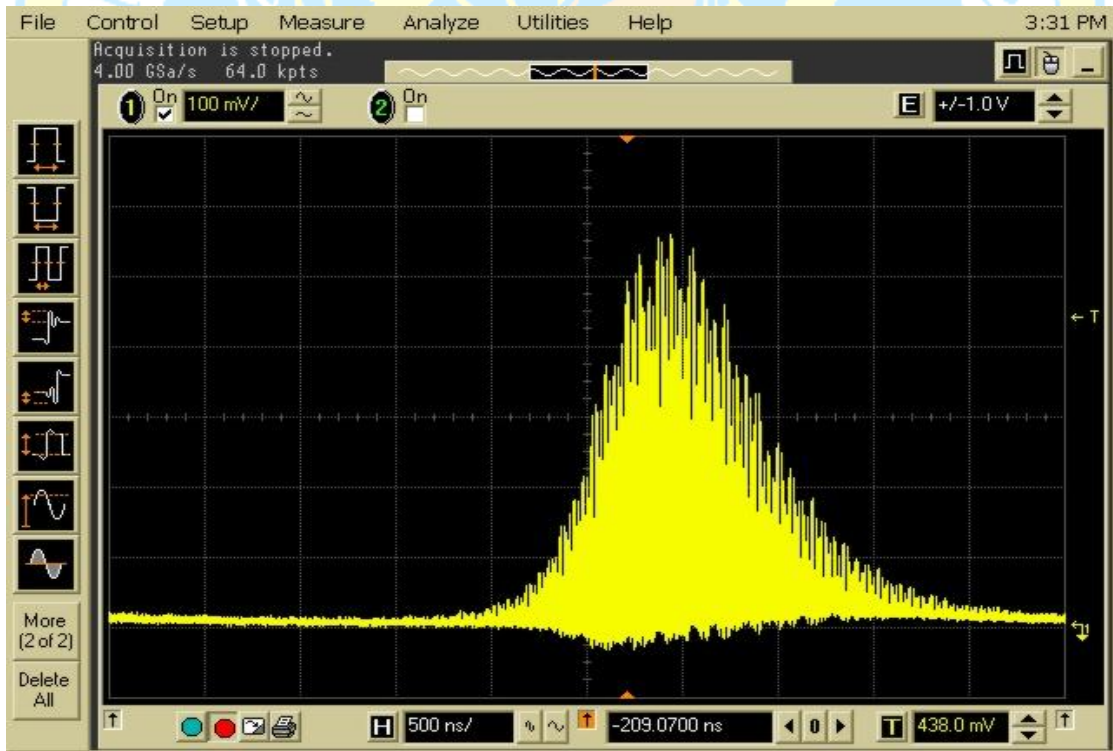 File Control Setup Measure Analyze Utilities Help 3:31 PM
Acquisition is stopped.
4.00 GSa/s 64.0 kpts
1 On 100 mV/ 2 On E +/-1.0 V
T
1
More
(2 of 2)
Delete
All
H 500 ns/ -209.0700 ns 0 T 438.0 mV